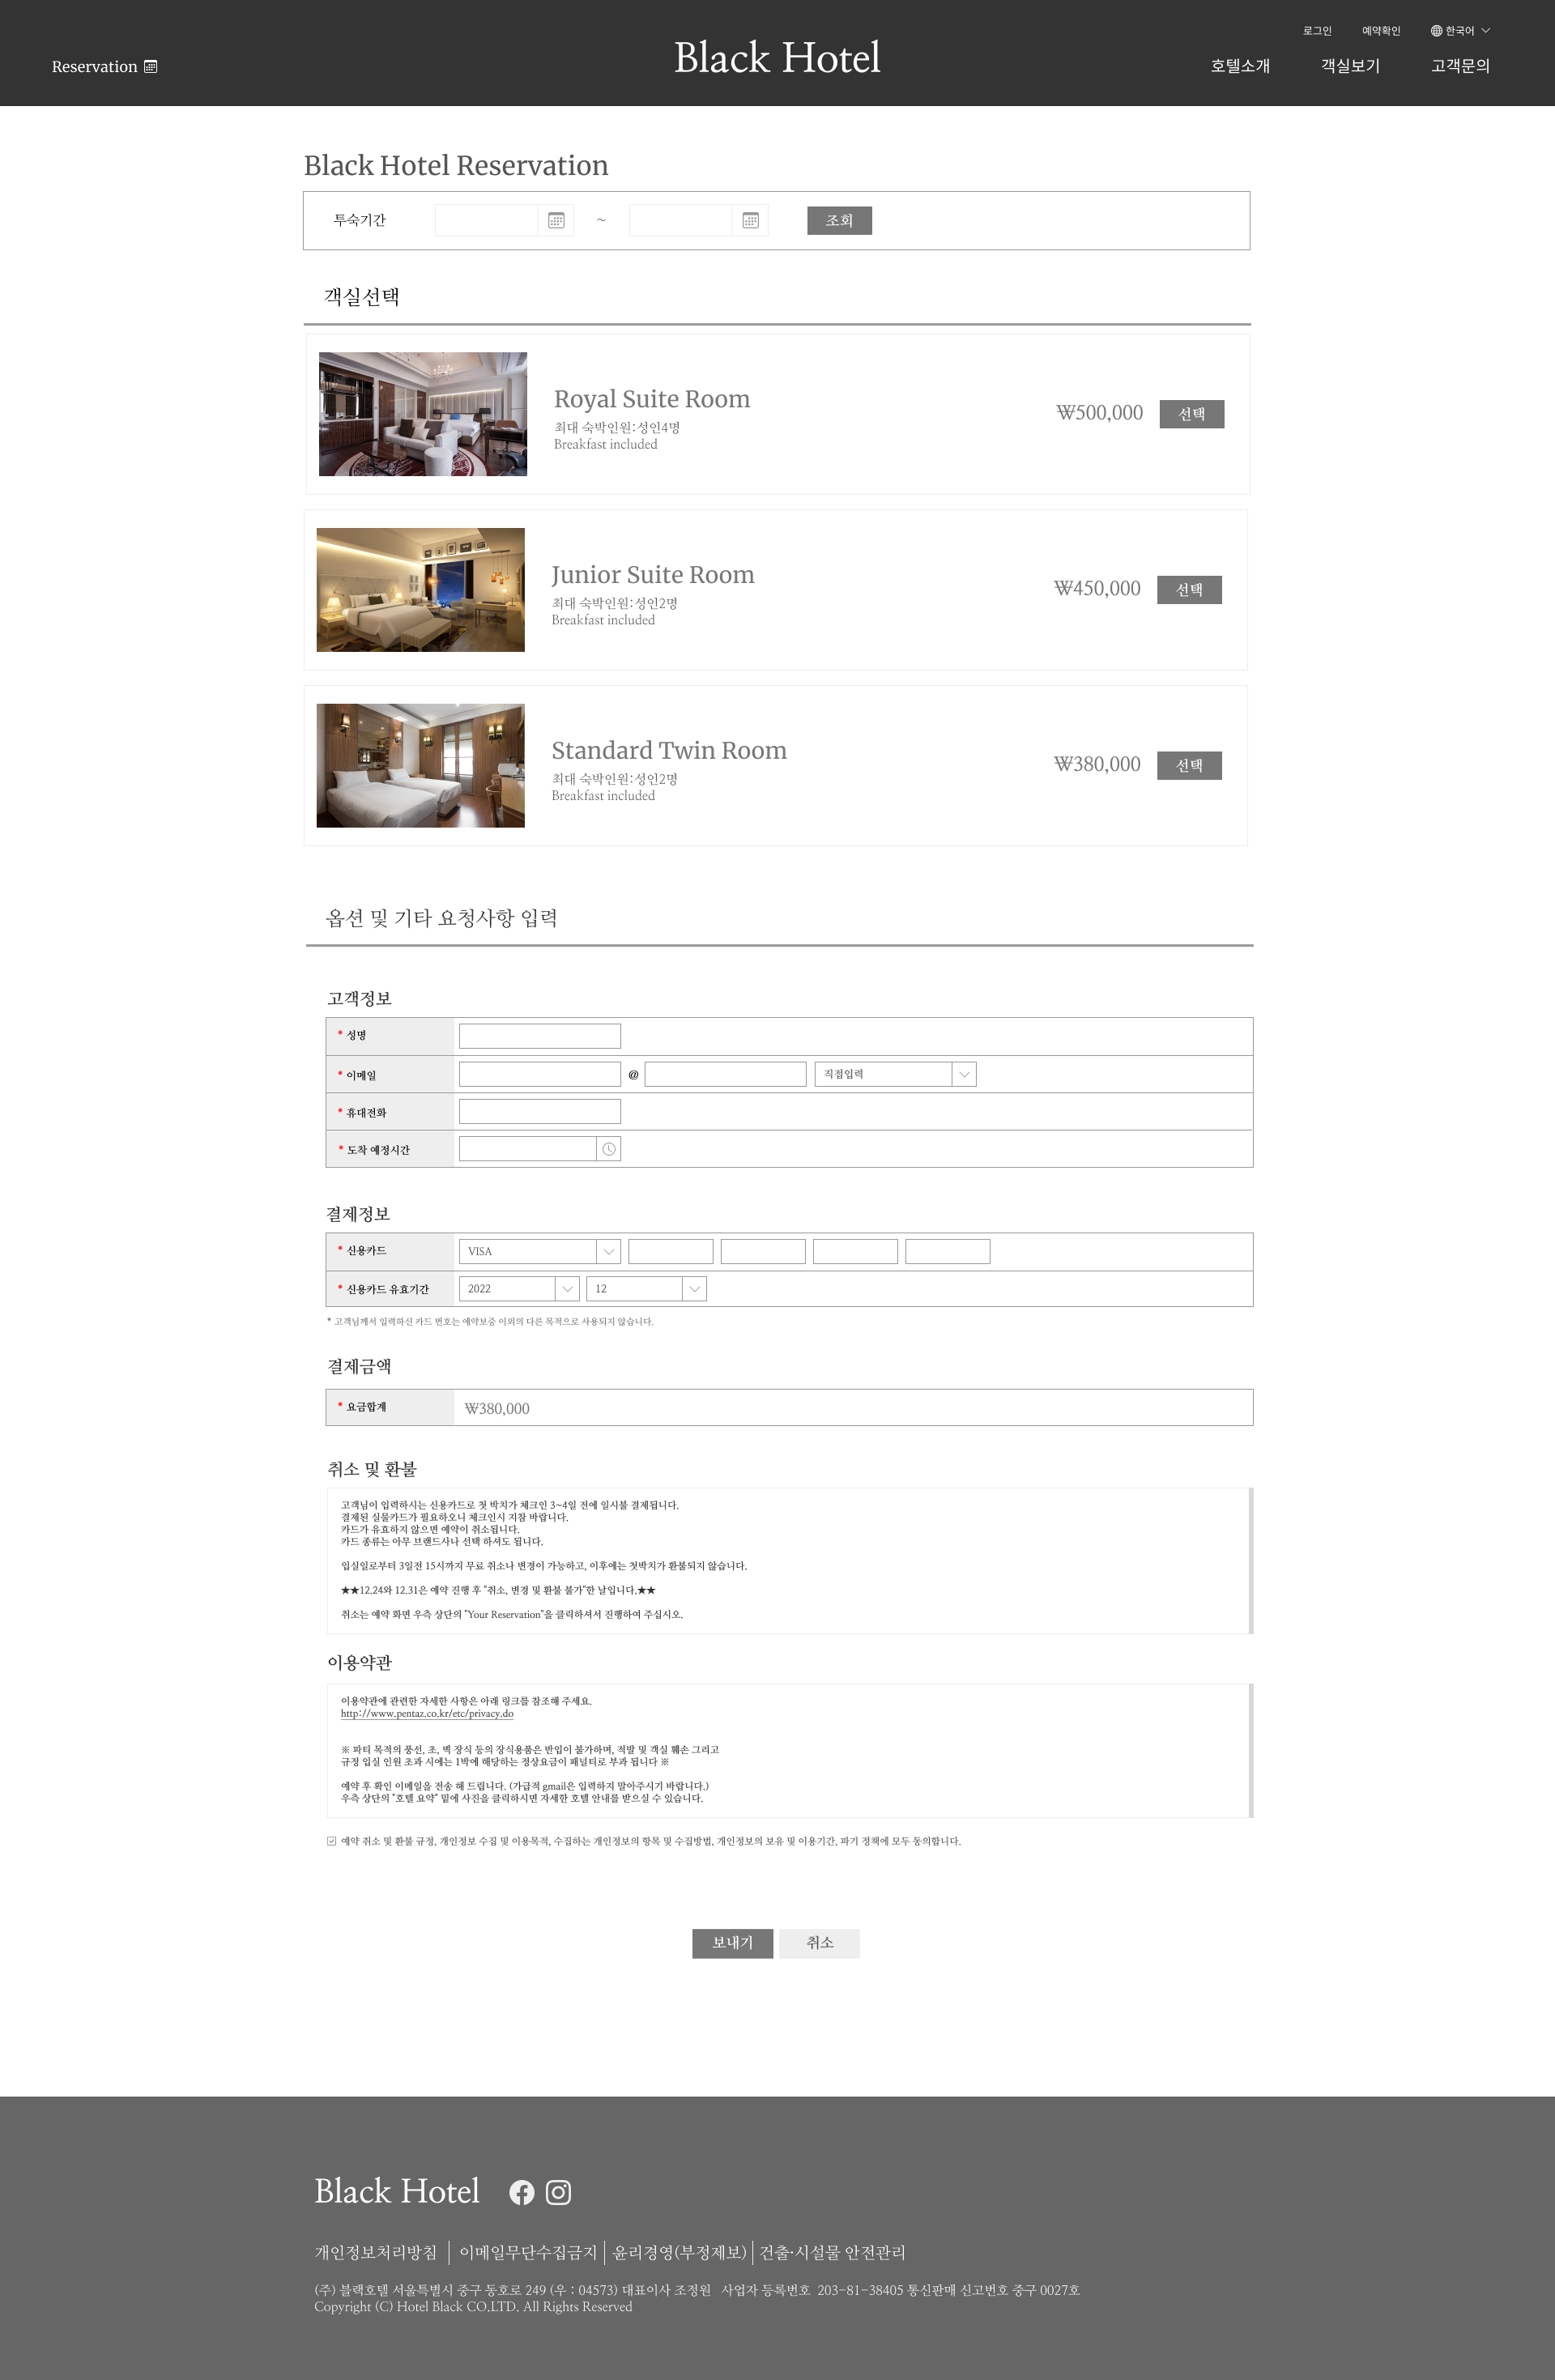 로그인 예약확인 한국어
Reservation Black Hotel 호텔소개 객실보기 고객문의
Black Hotel Reservation
투숙기간 ~ 조회
객실선택
Royal Suite Room
₩500,000 선택
최대 숙박인원:성인4명
Breakfast included
Junior Suite Room
₩450,000 선택
최대 숙박인원:성인2명
Breakfast included
Standard Twin Room
₩380,000 선택
최대 숙박인원:성인2명
Breakfast included
옵션 및 기타 요청사항 입력
고객정보
* 성명
* 이메일 @ 직접입력
* 휴대전화
* 도착 예정시간
결제정보
* 신용카드 VISA
* 신용카드 유효기간 2022 12
* 고객님께서 입력하신 카드 번호는 예약보증 이외의 다른 목적으로 사용되지 않습니다.
결제금액
* 요금합계 ₩380,000
취소 및 환불
고객님이 입력하시는 신용카드로 첫 박치가 체크인 3~4일 전에 일시불 결제됩니다.
결제된 실물카드가 필요하오니 체크인시 지참 바랍니다.
카드가 유효하지 않으면 예약이 취소됩니다.
카드 종류는 아무 브랜드사나 선택 하셔도 됩니다.
입실일로부터 3일전 15시까지 무료 취소나 변경이 가능하고, 이후에는 첫박치가 환불되지 않습니다.
★★12.24와 12.31은 예약 진행 후 "취소, 변경 및 환불 불가"한 날입니다.★★
취소는 예약 화면 우측 상단의 "Your Reservation"을 클릭하셔서 진행하여 주십시오.
이용약관
이용약관에 관련한 자세한 사항은 아래 링크를 참조해 주세요.
http://www.pentaz.co.kr/etc/privacy.do
※ 파티 목적의 풍선, 초, 벽 장식 등의 장식용품은 반입이 불가하며, 적발 및 객실 훼손 그리고
규정 입실 인원 초과 시에는 1박에 해당하는 정상요금이 패널티로 부과 됩니다 ※
예약 후 확인 이메일을 전송 해 드립니다. (가급적 gmail은 입력하지 말아주시기 바랍니다.)
우측 상단의 "호텔 요약" 밑에 사진을 클릭하시면 자세한 호텔 안내를 받으실 수 있습니다.
예약 취소 및 환불 규정, 개인정보 수집 및 이용목적, 수집하는 개인정보의 항목 및 수집방법, 개인정보의 보유 및 이용기간, 파기 정책에 모두 동의합니다.
보내기 취소
Black Hotel
개인정보처리방침 이메일무단수집금지 윤리경영(부정제보) 건출·시설물 안전관리
(주) 블랙호텔 서울특별시 중구 동호로 249 (우 : 04573) 대표이사 조정원 사업자 등록번호 203-81-38405 통신판매 신고번호 중구 0027호
Copyright (C) Hotel Black CO.LTD. All Rights Reserved